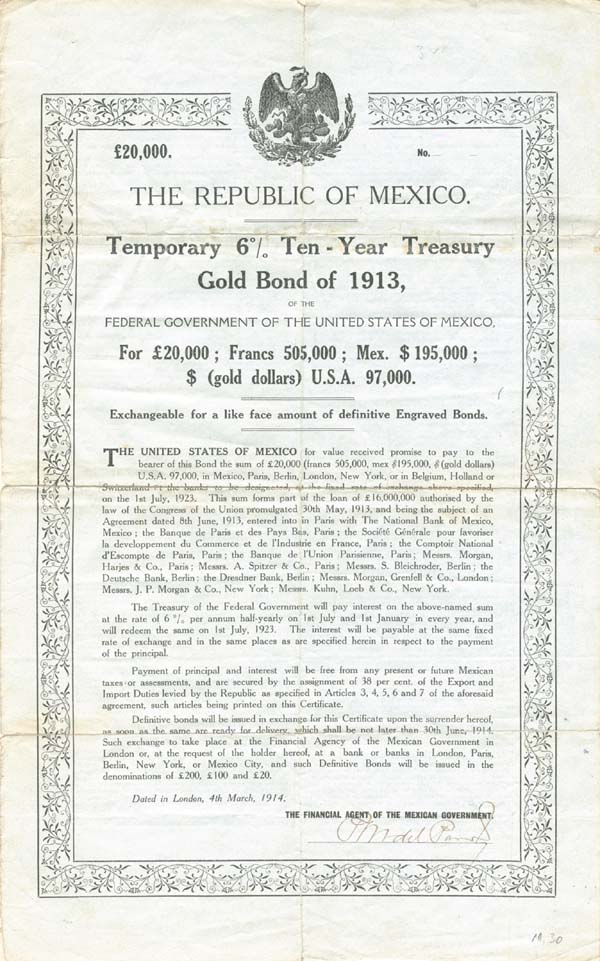 £20,000.
No.
THE REPUBLIC OF MEXICO.
Temporary 6% Ten-Year Treasury
Gold Bond of 1913,
OF THE
FEDERAL GOVERNMENT OF THE UNITED STATES OF MEXICO,
For £20,000 ; Francs 505,000 ; Mex. $ 195,000 ;
$ (gold dollars) U.S.A. 97,000.
Exchangeable for a like face amount of definitive Engraved Bonds.
THE UNITED STATES OF MEXICO for value received promise to pay to the
bearer of this Bond the sum of £20,000 (francs 505,000, mex $195,000, $ (gold dollars)
U.S.A. 97,000, in Mexico, Paris, Berlin, London, New York, or in Belgium, Holland or
Switzerland at the banks to be designated, at the fixed rate of exchange above specified,
on the 1st July, 1923. This sum forms part of the loan of £16,000,000 authorised by the
law of the Congress of the Union promulgated 30th May, 1913, and being the subject of an
Agreement dated 8th June, 1913, entered into in Paris with The National Bank of Mexico,
Mexico ; the Banque de Paris et des Pays Bas, Paris ; the Société Générale pour favoriser
la developpement du Commerce et de l'Industrie en France, Paris ; the Comptoir National
d'Escompte de Paris, Paris ; the Banque de l'Union Parisienne, Paris ; Messrs. Morgan,
Harjes & Co., Paris ; Messrs. A. Spitzer & Co., Paris ; Messrs. S. Bleichroder, Berlin ; the
Deutsche Bank, Berlin ; the Dresdner Bank, Berlin ; Messrs. Morgan, Grenfell & Co., London ;
Messrs. J. P. Morgan & Co., New York ; Messrs. Kuhn, Loeb & Co., New York.
The Treasury of the Federal Government will pay interest on the above-named sum
at the rate of 6 % per annum half-yearly on 1st July and 1st January in every year, and
will redeem the same on 1st July, 1923. The interest will be payable at the same fixed
rate of exchange and in the same places as are specified herein in respect to the payment
of the principal.
Payment of principal and interest will be free from any present or future Mexican
taxes or assessments, and are secured by the assignment of 38 per cent. of the Export and
Import Duties levied by the Republic as specified in Articles 3, 4, 5, 6 and 7 of the aforesaid
agreement, such articles being printed on this Certificate.
Definitive bonds will be issued in exchange for this Certificate upon the surrender hereof,
as soon as the same are ready for delivery, which shall be not later than 30th June, 1914.
Such exchange to take place at the Financial Agency of the Mexican Government in
London or, at the request of the holder hereof, at a bank or banks in London, Paris,
Berlin, New York, or Mexico City, and such Definitive Bonds will be issued in the
denominations of £200, £100 and £20.
Dated in London, 4th March, 1914.
THE FINANCIAL AGENT OF THE MEXICAN GOVERNMENT.